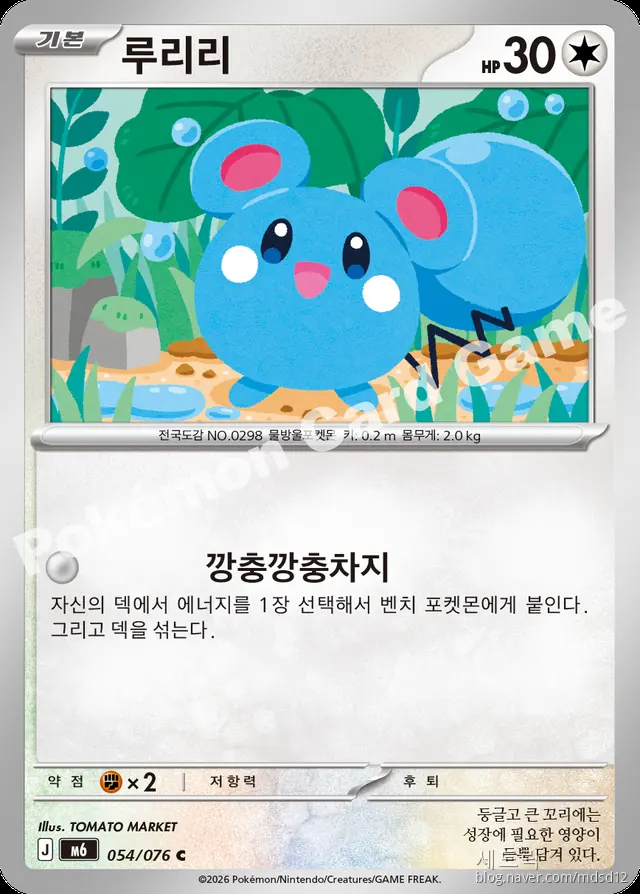 기본
루리리
HP 30
전국도감 NO.0298 물방울포켓몬 키: 0.2 m 몸무게: 2.0 kg
Pokémon Card Game
깡충깡충차지
자신의 덱에서 에너지를 1장 선택해서 벤치 포켓몬에게 붙인다.
그리고 덱을 섞는다.
약점 ×2 저항력 후퇴
Illus. TOMATO MARKET
J M6 054/076 C
둥글고 큰 꼬리에는
성장에 필요한 영양이
듬뿍 담겨 있다.
blog.naver.com/mdsd12
©2026 Pokémon/Nintendo/Creatures/GAME FREAK.